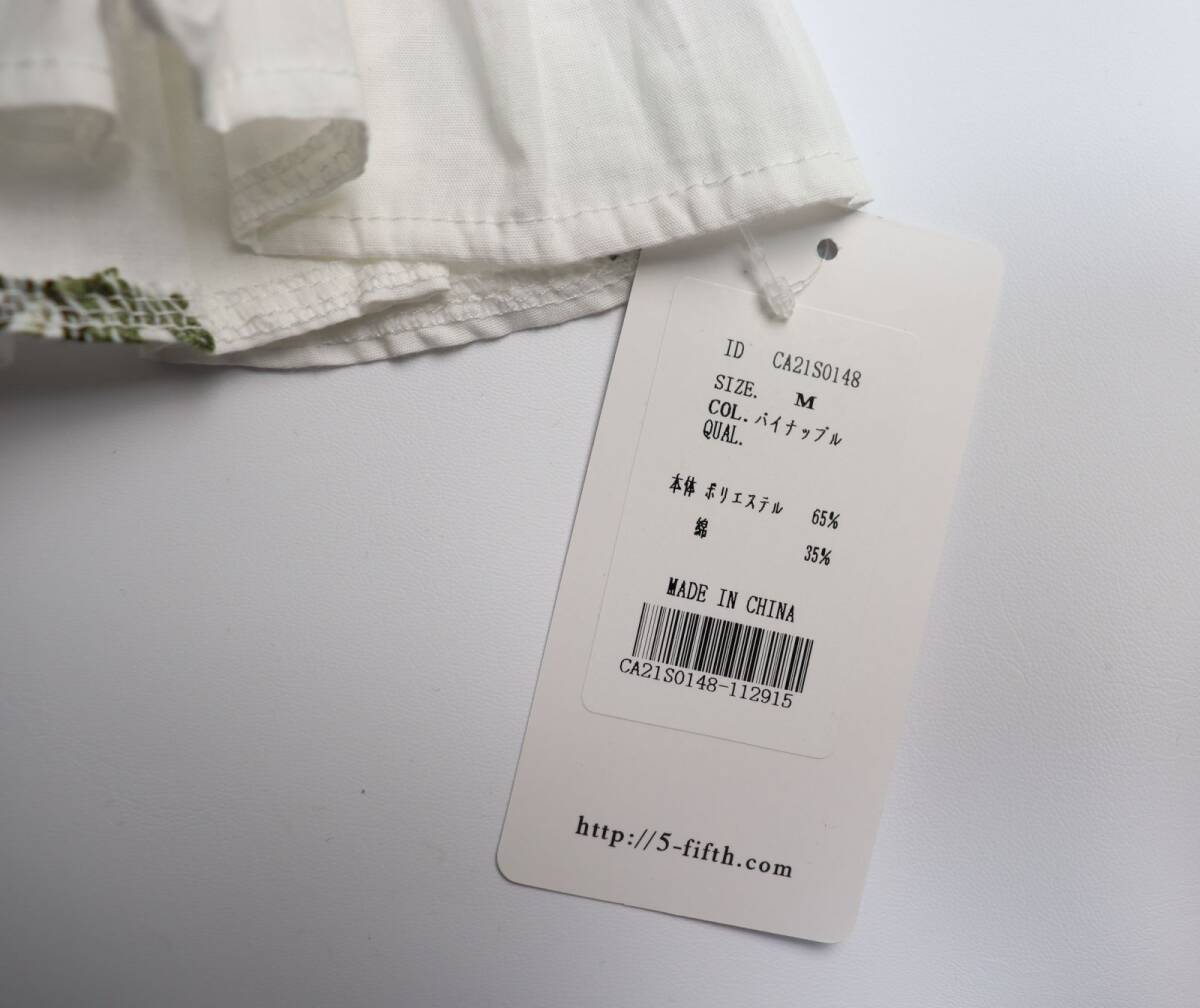 ID CA21S0148
SIZE. M
COL. パイナップル
QUAL.
本体 ポリエステル 65%
綿 35%
MADE IN CHINA
CA21S0148-112915
http://5-fifth.com